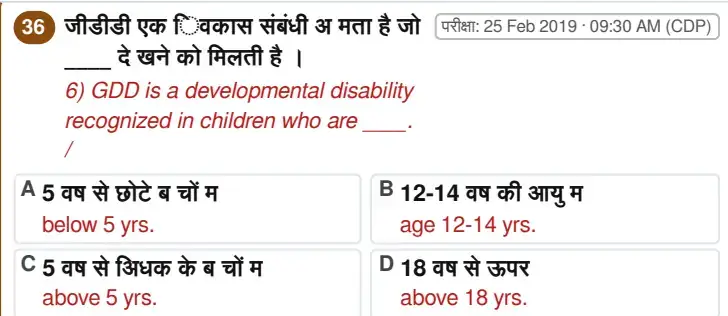 36 जीडीडी एक िवकास संबंधी अ मता है जो
परीक्षा: 25 Feb 2019 · 09:30 AM (CDP)
____ दे खने को मिलती है ।
6) GDD is a developmental disability
recognized in children who are ____.
/
A 5 वष से छोटे ब चों म
below 5 yrs.
B 12-14 वष की आयु म
age 12-14 yrs.
C 5 वष से अिधक के ब चों म
above 5 yrs.
D 18 वष से ऊपर
above 18 yrs.